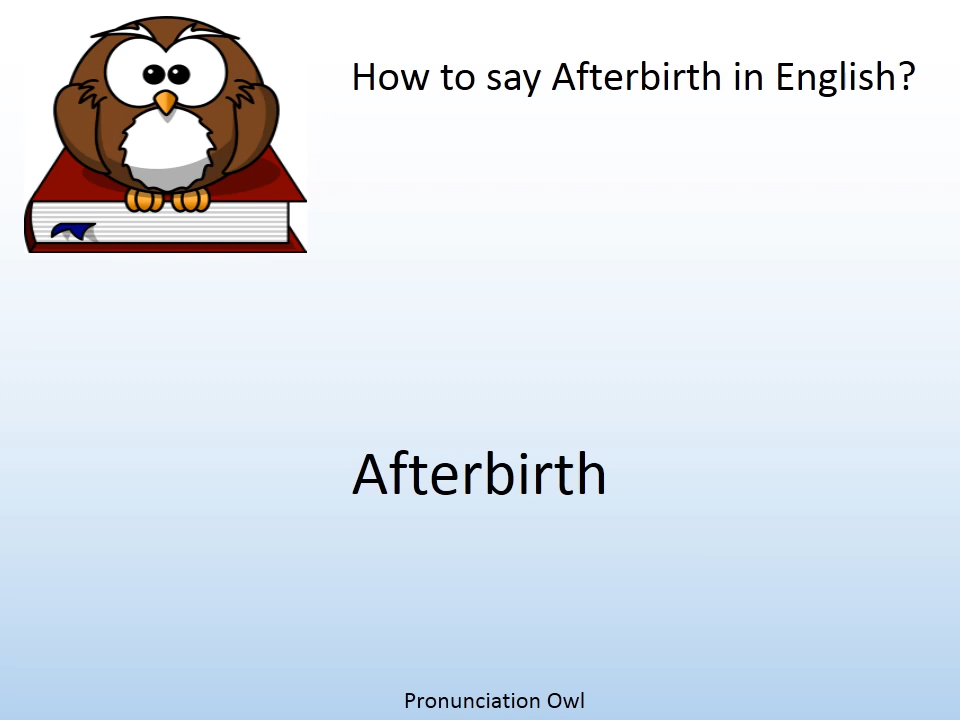 How to say Afterbirth in English?
Afterbirth
Pronunciation Owl